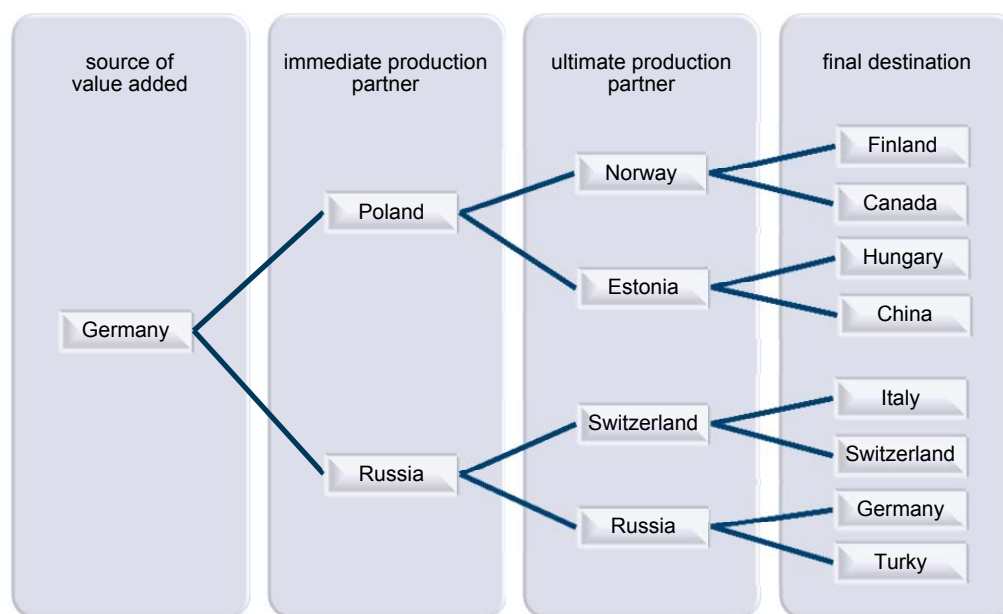 source of
value added
immediate production
partner
ultimate production
partner
final destination
Germany
Poland
Russia
Norway
Estonia
Switzerland
Russia
Finland
Canada
Hungary
China
Italy
Switzerland
Germany
Turky